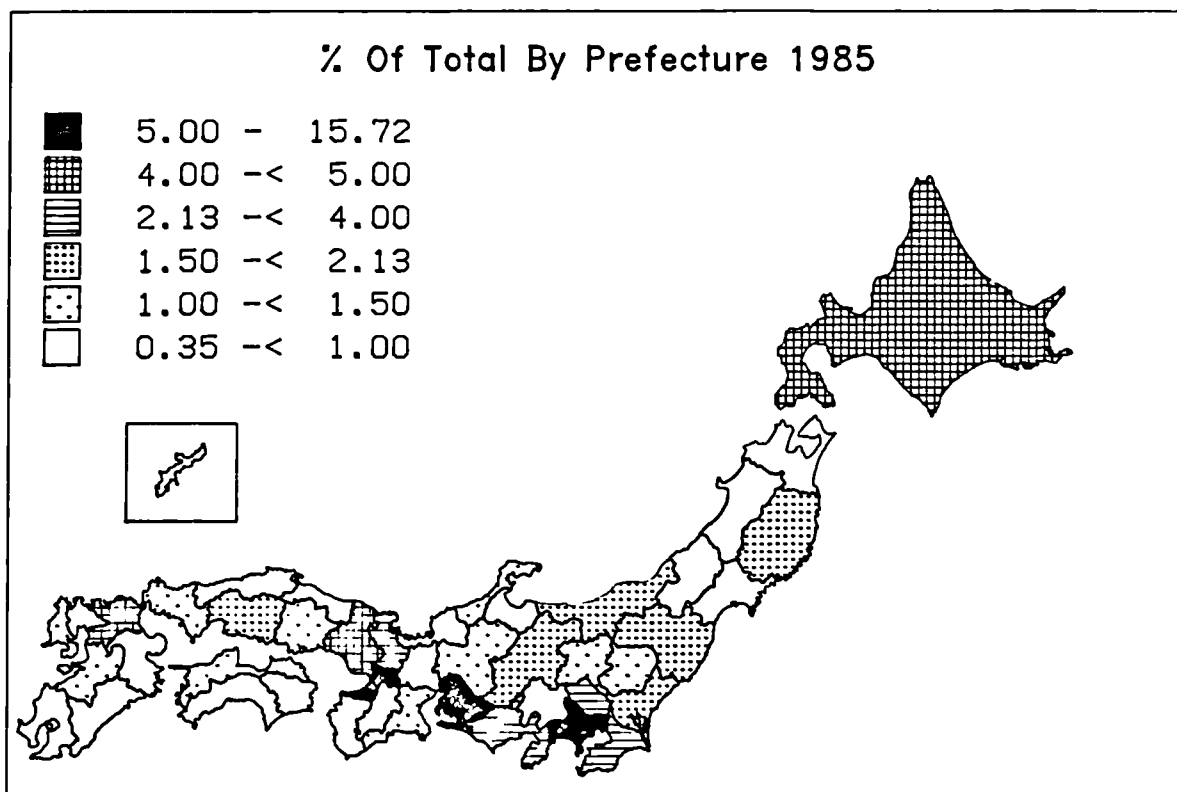 % Of Total By Prefecture 1985
5.00 - 15.72
4.00 -< 5.00
2.13 -< 4.00
1.50 -< 2.13
1.00 -< 1.50
0.35 -< 1.00